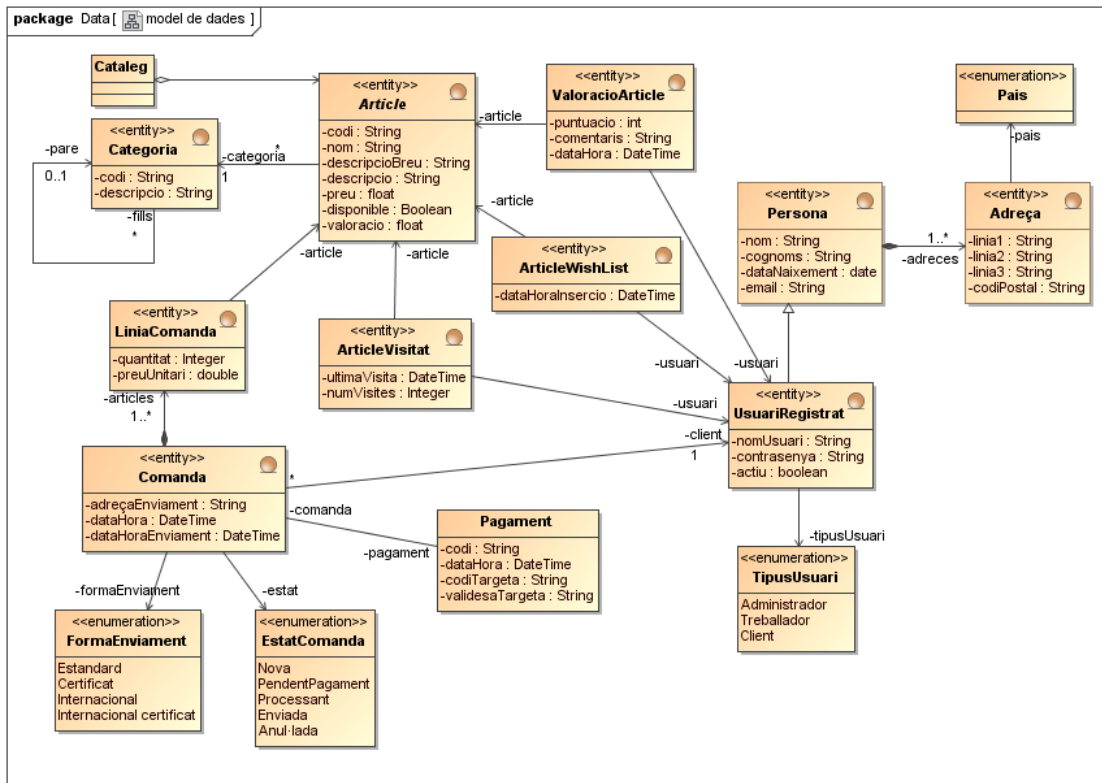 package Data [ model de dades ]
Cataleg
<<entity>>
Article
-codi : String
-nom : String
-descripcioBreu : String
-descripcio : String
-preu : float
-disponible : Boolean
-valoracio : float
<<entity>>
ValoracioArticle
-puntuacio : int
-comentaris : String
-dataHora : DateTime
<<enumeration>>
Pais
-article
-pais
<<entity>>
Categoria
-codi : String
-descripcio : String
-pare
0..1
-fills
*
-categoria
*
1
<<entity>>
Persona
-nom : String
-cognoms : String
-dataNaixement : date
-email : String
1..*
-adreces
<<entity>>
Adreça
-linia1 : String
-linia2 : String
-linia3 : String
-codiPostal : String
-article
<<entity>>
ArticleWishList
-dataHoraInsercio : DateTime
-article
-article
<<entity>>
LiniaComanda
-quantitat : Integer
-preuUnitari : double
<<entity>>
ArticleVisitat
-ultimaVisita : DateTime
-numVisites : Integer
-usuari
-usuari
-usuari
<<entity>>
UsuariRegistrat
-nomUsuari : String
-contrasenya : String
-actiu : boolean
-articles
1..*
-client
1
*
<<entity>>
Comanda
-adreçaEnviament : String
-dataHora : DateTime
-dataHoraEnviament : DateTime
-comanda
-pagament
Pagament
-codi : String
-dataHora : DateTime
-codiTargeta : String
-validesaTargeta : String
-tipusUsuari
<<enumeration>>
TipusUsuari
Administrador
Treballador
Client
-formaEnviament
-estat
<<enumeration>>
FormaEnviament
Estandard
Certificat
Internacional
Internacional certificat
<<enumeration>>
EstatComanda
Nova
PendentPagament
Processant
Enviada
Anul·lada